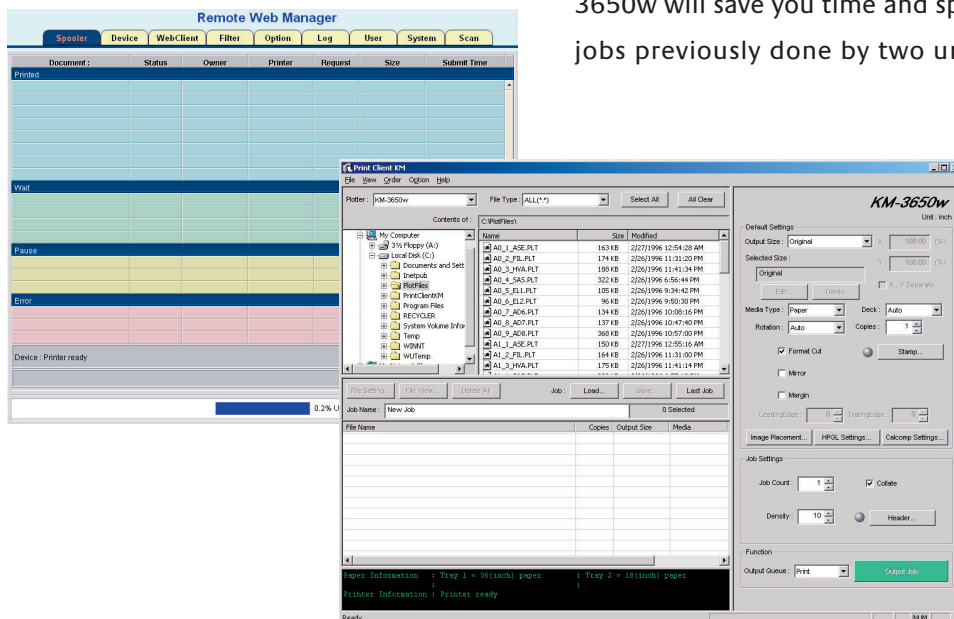 3650w will save you time and
jobs previously done by two
Remote Web Manager
Spooler Device WebClient Filter Option Log User System Scan
Document : Status Owner Printer Request Size Submit Time
Printed
Wait
Pause
Error
Device : Printer ready
0.2%
Print Client KM
File View Order Option Help
Plotter : KM-3650w File Type : ALL(*.*) Select All All Clear
Contents of : C:\PlotFiles\
My Computer
3½ Floppy (A:)
Local Disk (C:)
Documents and Sett
Inetpub
PlotFiles
PrintClientKM
Program Files
RECYCLER
System Volume Infor
Temp
WINNT
WUTemp
Name Size Modified
A0_1_ASE.PLT 163 KB 2/27/1996 12:54:28 AM
A0_2_FIL.PLT 174 KB 2/26/1996 11:31:20 PM
A0_3_HVA.PLT 188 KB 2/26/1996 11:41:34 PM
A0_4_SAS.PLT 322 KB 2/26/1996 6:56:44 PM
A0_5_EL1.PLT 105 KB 2/26/1996 9:34:42 PM
A0_6_EL2.PLT 96 KB 2/26/1996 9:50:30 PM
A0_7_AD6.PLT 134 KB 2/26/1996 10:08:16 PM
A0_8_AD7.PLT 137 KB 2/26/1996 10:47:40 PM
A0_9_AD8.PLT 368 KB 2/26/1996 10:57:00 PM
A1_1_ASE.PLT 150 KB 2/27/1996 12:55:16 AM
A1_2_FIL.PLT 164 KB 2/26/1996 11:31:00 PM
A1_3_HVA.PLT 175 KB 2/26/1996 11:41:14 PM
File Setting... File View... Delete All Job : Load... Save... Last Job
Job Name : New Job 0 Selected
File Name Copies Output Size Media
Paper Information : Tray 1 = 36(inch) paper : Tray 2 = 18(inch) paper
: :
Printer Information : Printer ready
Ready NUM
KM-3650w
Unit : inch
Default Settings
Output Size : Original X : 100.00 (%)
Selected Size : Y : 100.00 (%)
Original
Edit... Delete X , Y Separate
Media Type : Paper Deck : Auto
Rotation : Auto Copies : 1
Format Cut Stamp...
Mirror
Margin
LeedingEdge : 0 TrailingEdge : 0
Image Placement... HPGL Settings... Calcomp Settings...
Job Settings
Job Count : 1 Collate
Density : 10 Header...
Function
Output Queue : Print Output Job